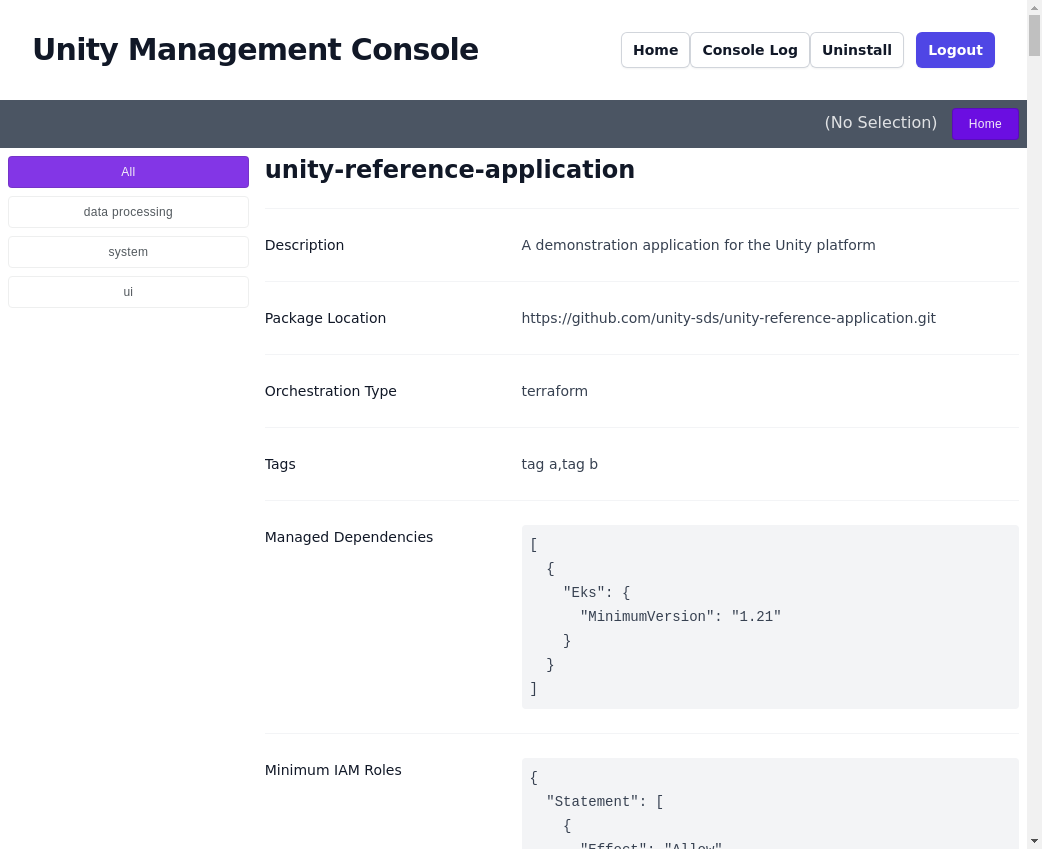 Unity Management Console
Home
Console Log
Uninstall
Logout
(No Selection)
Home
All
data processing
system
ui
unity-reference-application
Description
A demonstration application for the Unity platform
Package Location
https://github.com/unity-sds/unity-reference-application.git
Orchestration Type
terraform
Tags
tag a,tag b
Managed Dependencies
[
  {
    "Eks": {
      "MinimumVersion": "1.21"
    }
  }
]
Minimum IAM Roles
{
  "Statement": [
    {
      "Effect": "Allow",